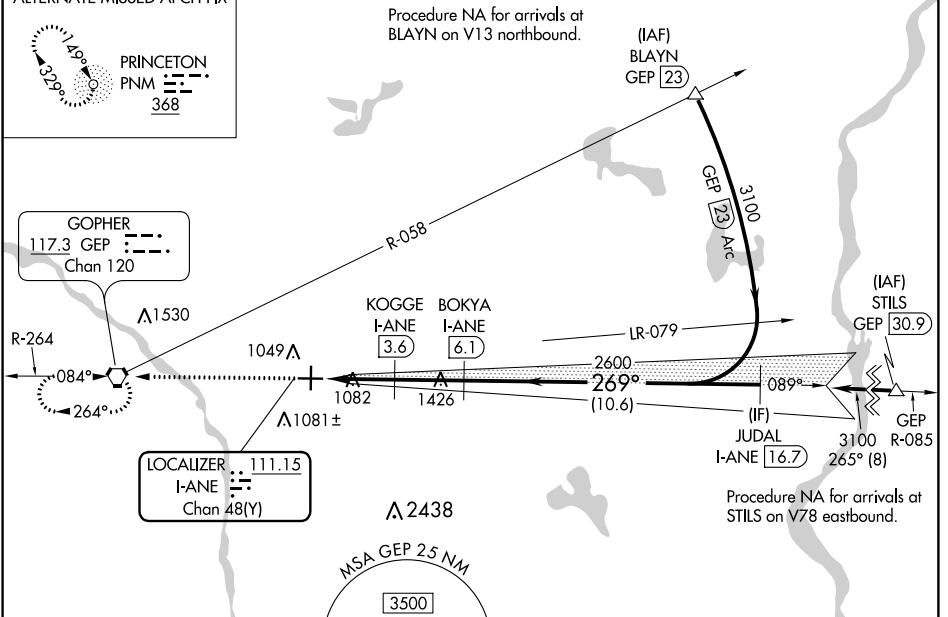 ALTERNATE MISSED APCH FIX
149°
329°
PRINCETON
PNM
368
Procedure NA for arrivals at
BLAYN on V13 northbound.
(IAF)
BLAYN
GEP 23
3100
GEP 23 Arc
R-058
GOPHER
117.3 GEP
Chan 120
1530
R-264
084°
264°
1049
KOGGE
I-ANE
3.6
BOKYA
I-ANE
6.1
LR-079
2600
269°
(10.6)
089°
1082
1426
1081±
(IAF)
STILS
GEP 30.9
GEP
R-085
3100
265° (8)
(IF)
JUDAL
I-ANE 16.7
LOCALIZER 111.15
I-ANE
Chan 48(Y)
Procedure NA for arrivals at
STILS on V78 eastbound.
2438
MSA GEP 25 NM
3500